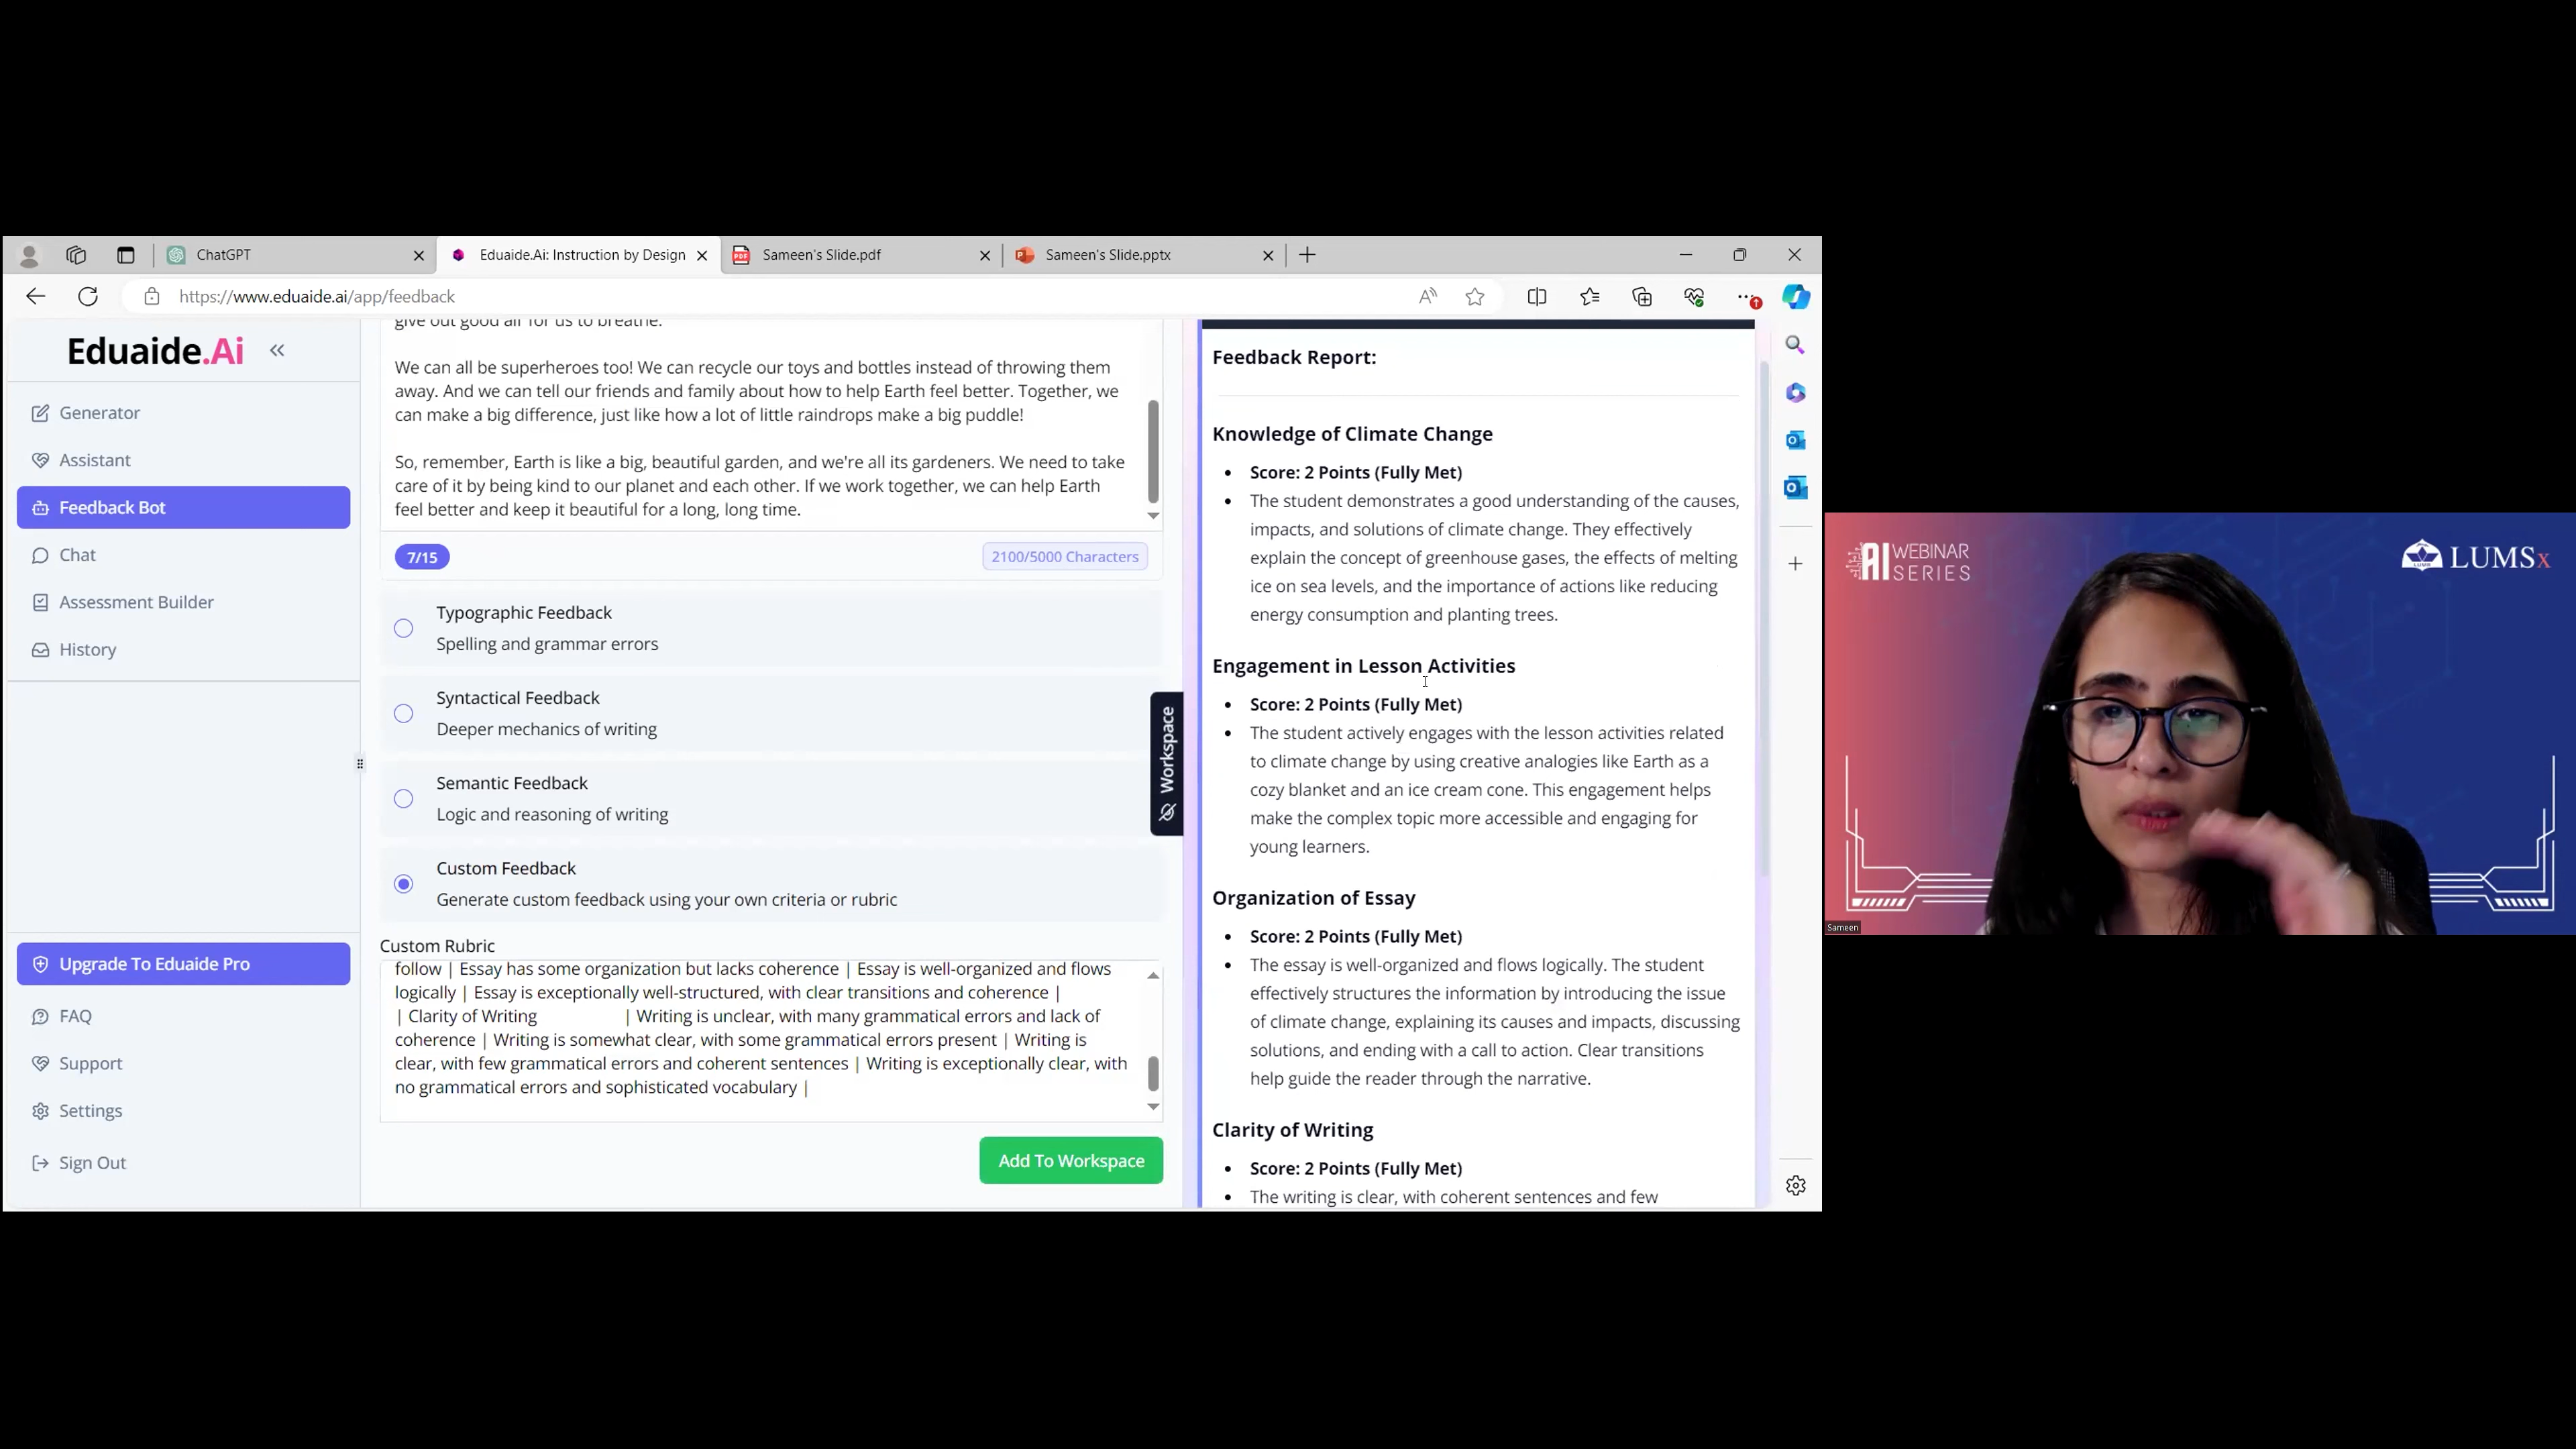 ChatGPT
Eduaide.Ai: Instruction by Design
Sameen's Slide.pdf
Sameen's Slide.pptx
https://www.eduaide.ai/app/feedback
Eduaide.Ai
Generator
Assistant
Feedback Bot
Chat
Assessment Builder
History
Upgrade To Eduaide Pro
FAQ
Support
Settings
Sign Out
give out good air for us to breathe.
We can all be superheroes too! We can recycle our toys and bottles instead of throwing them
away. And we can tell our friends and family about how to help Earth feel better. Together, we
can make a big difference, just like how a lot of little raindrops make a big puddle!
So, remember, Earth is like a big, beautiful garden, and we're all its gardeners. We need to take
care of it by being kind to our planet and each other. If we work together, we can help Earth
feel better and keep it beautiful for a long, long time.
7/15
2100/5000 Characters
Typographic Feedback
Spelling and grammar errors
Syntactical Feedback
Deeper mechanics of writing
Semantic Feedback
Logic and reasoning of writing
Custom Feedback
Generate custom feedback using your own criteria or rubric
Custom Rubric
follow | Essay has some organization but lacks coherence | Essay is well-organized and flows
logically | Essay is exceptionally well-structured, with clear transitions and coherence |
| Clarity of Writing | Writing is unclear, with many grammatical errors and lack of
coherence | Writing is somewhat clear, with some grammatical errors present | Writing is
clear, with few grammatical errors and coherent sentences | Writing is exceptionally clear, with
no grammatical errors and sophisticated vocabulary |
Add To Workspace
Workspace
Feedback Report:
Knowledge of Climate Change
• Score: 2 Points (Fully Met)
• The student demonstrates a good understanding of the causes,
impacts, and solutions of climate change. They effectively
explain the concept of greenhouse gases, the effects of melting
ice on sea levels, and the importance of actions like reducing
energy consumption and planting trees.
Engagement in Lesson Activities
• Score: 2 Points (Fully Met)
• The student actively engages with the lesson activities related
to climate change by using creative analogies like Earth as a
cozy blanket and an ice cream cone. This engagement helps
make the complex topic more accessible and engaging for
young learners.
Organization of Essay
• Score: 2 Points (Fully Met)
• The essay is well-organized and flows logically. The student
effectively structures the information by introducing the issue
of climate change, explaining its causes and impacts, discussing
solutions, and ending with a call to action. Clear transitions
help guide the reader through the narrative.
Clarity of Writing
• Score: 2 Points (Fully Met)
• The writing is clear, with coherent sentences and few
AI WEBINAR
SERIES
LUMSx
Sameen